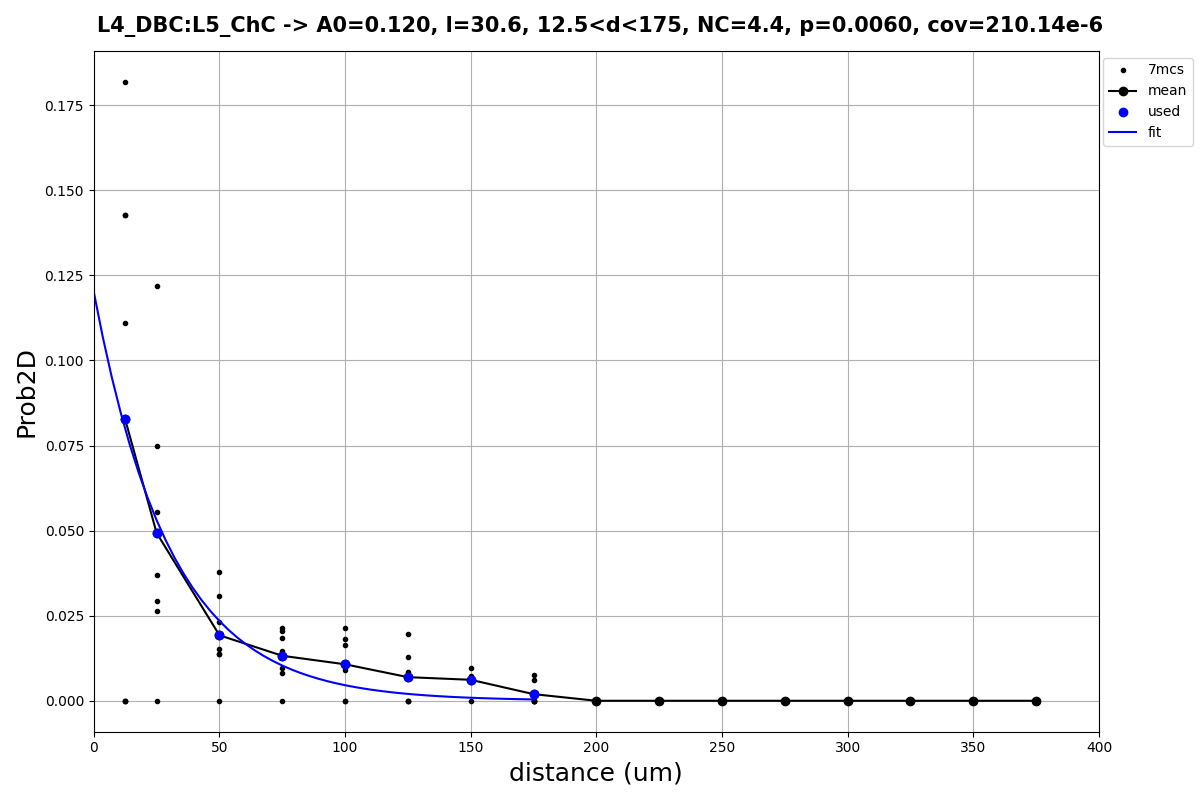 L4_DBC:L5_ChC -> A0=0.120, l=30.6, 12.5<d<175, NC=4.4, p=0.0060, cov=210.14e-6
7mcs
mean
used
fit
Prob2D
0.175
0.150
0.125
0.100
0.075
0.050
0.025
0.000
0 50 100 150 200 250 300 350 400
distance (um)